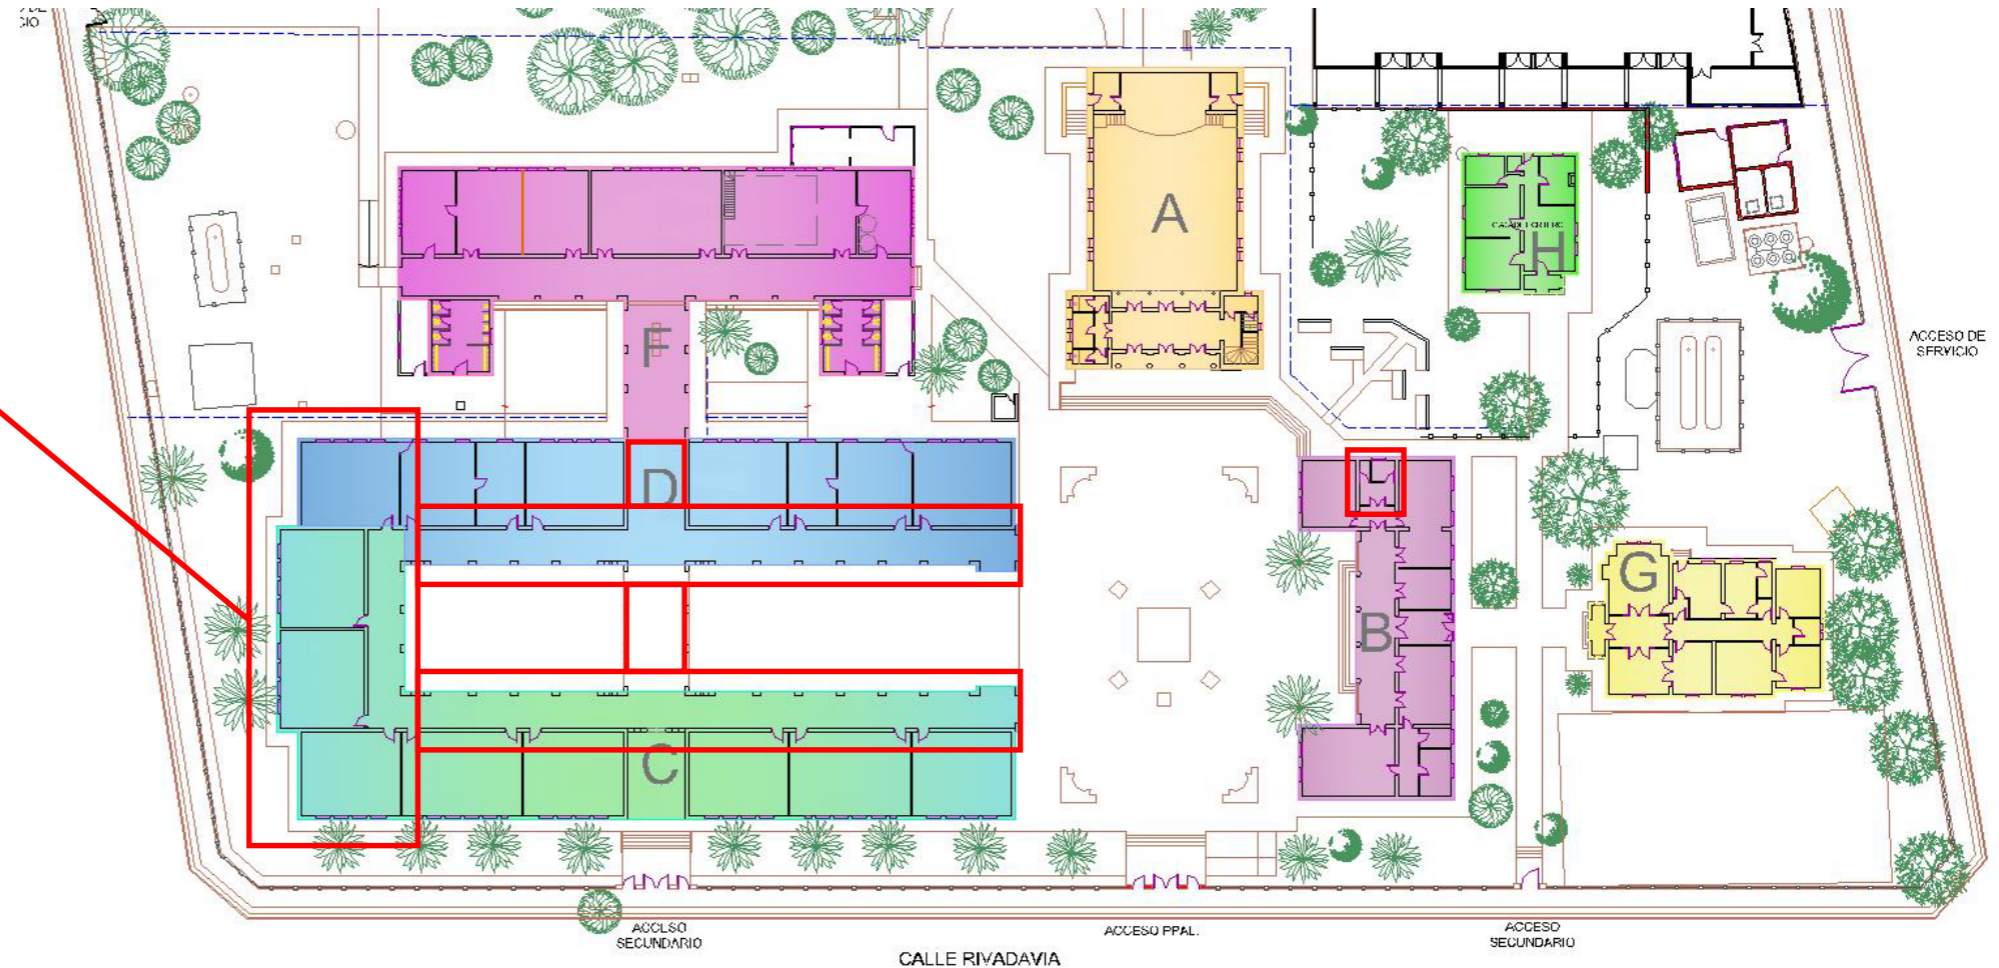 A
H
F
D
C
B
G
ACCESO DE
SERVICIO
ACCESO
SECUNDARIO
ACCESO PPAL.
ACCESO
SECUNDARIO
CALLE RIVADAVIA